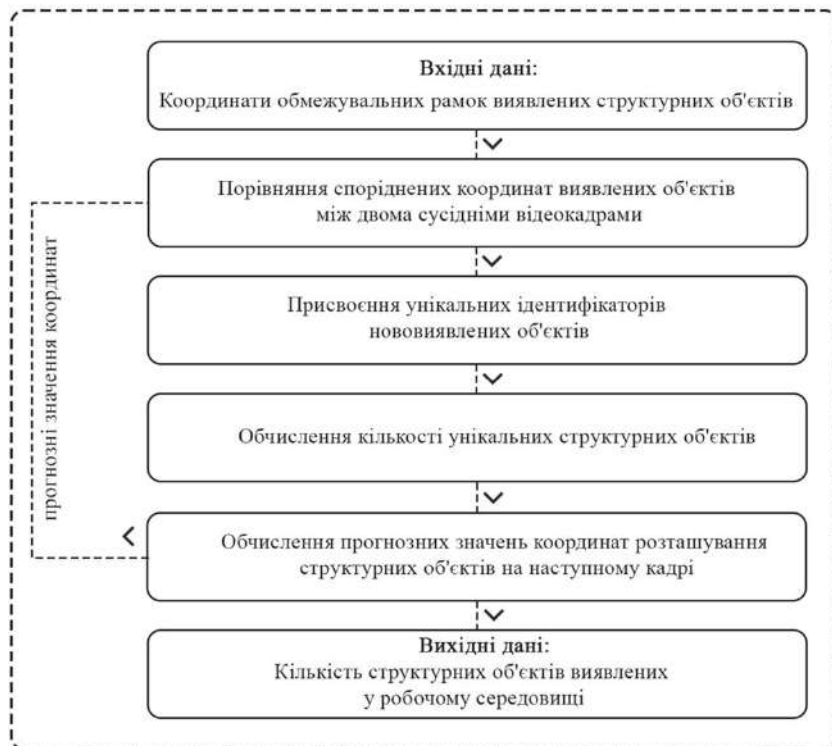 Вхідні дані:
Координати обмежувальних рамок виявлених структурних об'єктів
Порівняння споріднених координат виявлених об'єктів
між двома сусідніми відеокадрами
прогнозні значення координат
Присвоєння унікальних ідентифікаторів
нововиявлених об'єктів
Обчислення кількості унікальних структурних об'єктів
Обчислення прогнозних значень координат розташування
структурних об'єктів на наступному кадрі
Вихідні дані:
Кількість структурних об'єктів виявлених
у робочому середовищі